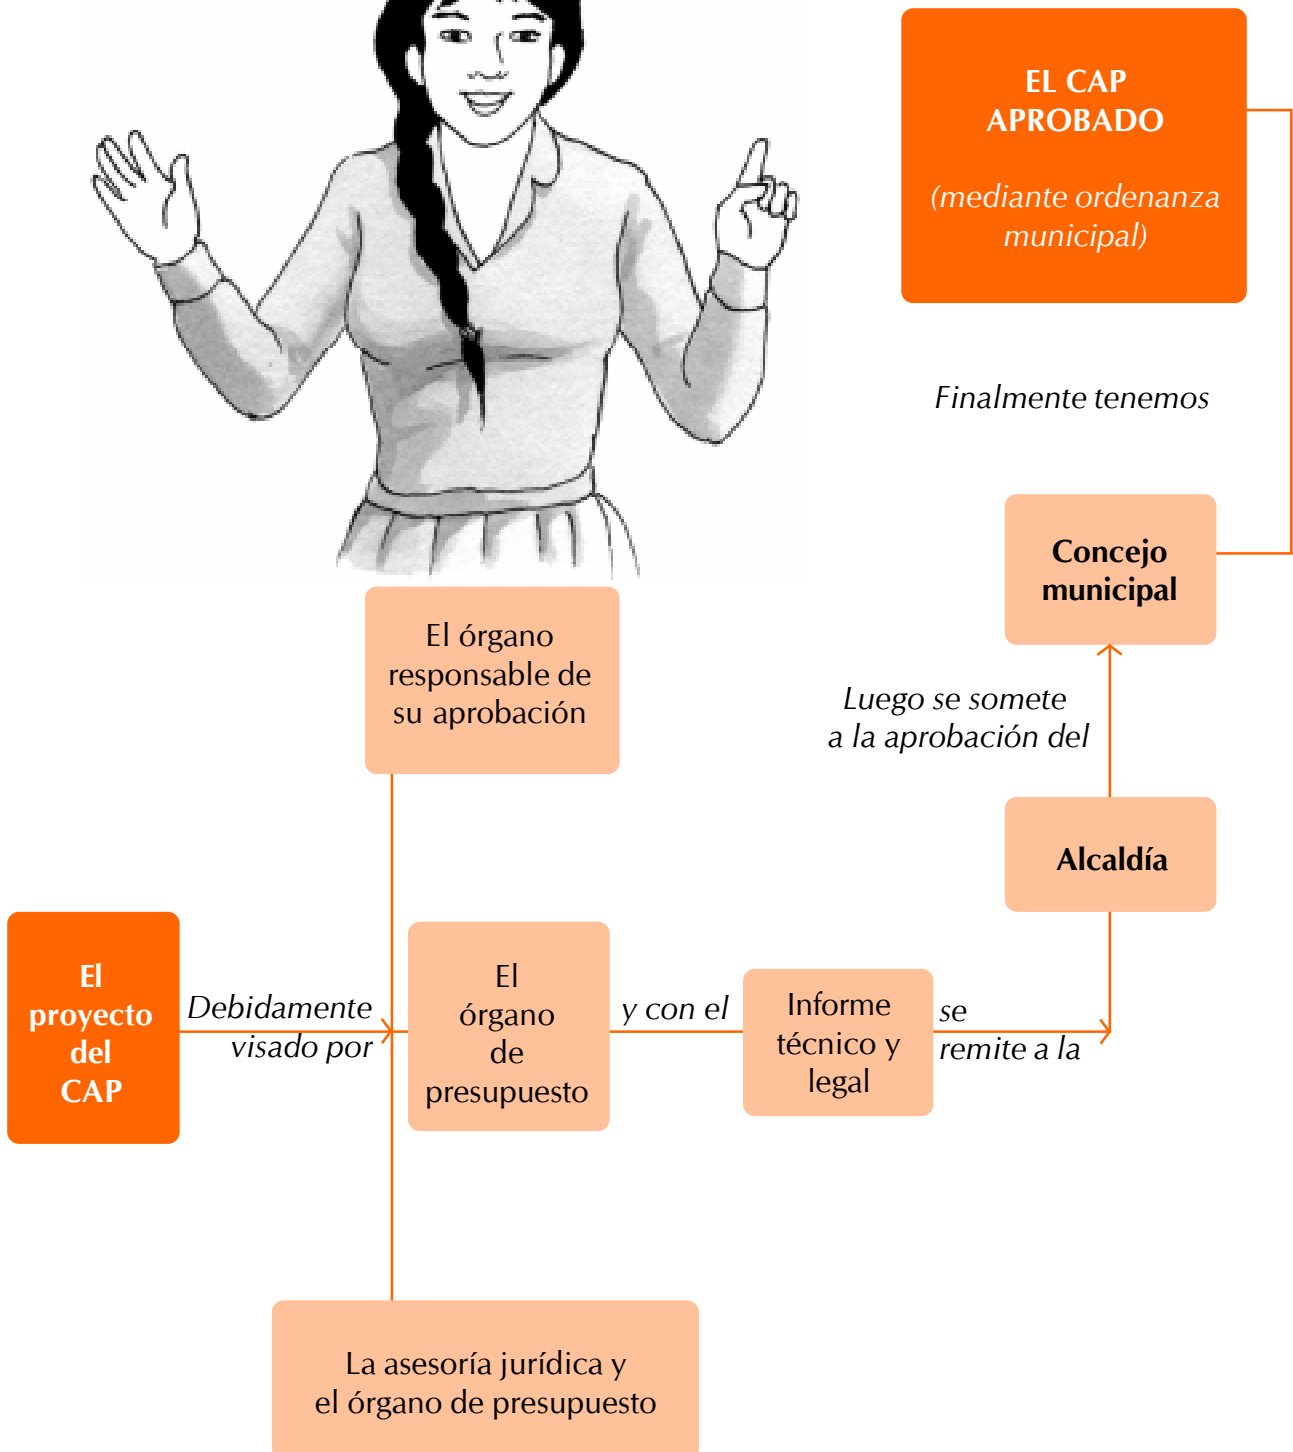 EL CAP
APROBADO
(mediante ordenanza
municipal)
Finalmente tenemos
Concejo
municipal
El órgano
responsable de
su aprobación
Luego se somete
a la aprobación del
Alcaldía
El
proyecto
del
CAP
Debidamente
visado por
El
órgano
de
presupuesto
y con el
Informe
técnico y
legal
se
remite a la
La asesoría jurídica y
el órgano de presupuesto